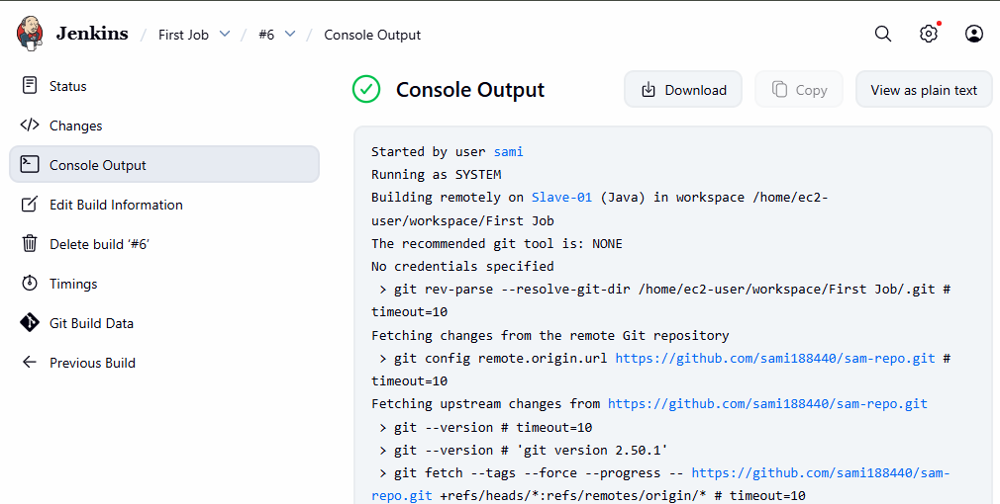 Jenkins / First Job / #6 / Console Output
Status
Changes
Console Output
Edit Build Information
Delete build '#6'
Timings
Git Build Data
Previous Build
Console Output
Download
Copy
View as plain text
Started by user sami
Running as SYSTEM
Building remotely on Slave-01 (Java) in workspace /home/ec2-
user/workspace/First Job
The recommended git tool is: NONE
No credentials specified
> git rev-parse --resolve-git-dir /home/ec2-user/workspace/First Job/.git #
timeout=10
Fetching changes from the remote Git repository
> git config remote.origin.url https://github.com/sami188440/sam-repo.git #
timeout=10
Fetching upstream changes from https://github.com/sami188440/sam-repo.git
> git --version # timeout=10
> git --version # 'git version 2.50.1'
> git fetch --tags --force --progress -- https://github.com/sami188440/sam-
repo.git +refs/heads/*:refs/remotes/origin/* # timeout=10